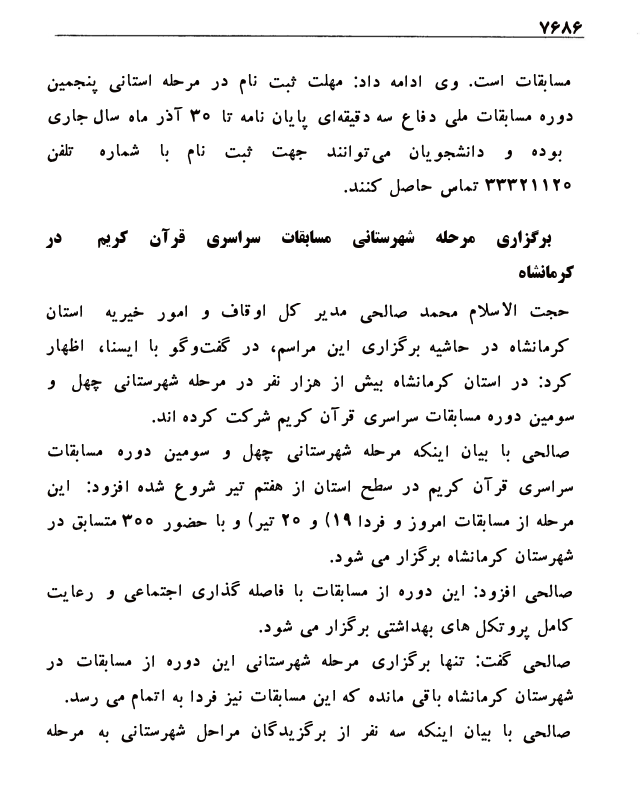 ۷۶۸۶
مسابقات است. وی ادامه داد: مهلت ثبت نام در مرحله استانی پنجمین
دوره مسابقات ملی دفاع سه دقیقه‌ای پایان نامه تا ۳۰ آذر ماه سال جاری
بوده و دانشجویان می‌توانند جهت ثبت نام با شماره تلفن
۳۳۳۲۱۱۲۰ تماس حاصل کنند.
برگزاری مرحله شهرستانی مسابقات سراسری قرآن کریم در
کرمانشاه
حجت الاسلام محمد صالحی مدیر کل اوقاف و امور خیریه استان
کرمانشاه در حاشیه برگزاری این مراسم، در گفت‌وگو با ایسنا، اظهار
کرد: در استان کرمانشاه بیش از هزار نفر در مرحله شهرستانی چهل و
سومین دوره مسابقات سراسری قرآن کریم شرکت کرده اند.
صالحی با بیان اینکه مرحله شهرستانی چهل و سومین دوره مسابقات
سراسری قرآن کریم در سطح استان از هفتم تیر شروع شده افزود: این
مرحله از مسابقات امروز و فردا ۱۹) و ۲۰ تیر) و با حضور ۳۰۰ متسابق در
شهرستان کرمانشاه برگزار می شود.
صالحی افزود: این دوره از مسابقات با فاصله گذاری اجتماعی و رعایت
کامل پروتکل های بهداشتی برگزار می شود.
صالحی گفت: تنها برگزاری مرحله شهرستانی این دوره از مسابقات در
شهرستان کرمانشاه باقی مانده که این مسابقات نیز فردا به اتمام می رسد.
صالحی با بیان اینکه سه نفر از برگزیدگان مراحل شهرستانی به مرحله